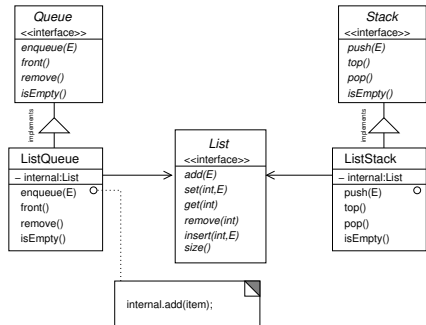 Queue
<<interface>>
enqueue(E)
front()
remove()
isEmpty()
implements
ListQueue
– internal:List
enqueue(E)
front()
remove()
isEmpty()
List
<<interface>>
add(E)
set(int,E)
get(int)
remove(int)
insert(int,E)
size()
Stack
<<interface>>
push(E)
top()
pop()
isEmpty()
implements
ListStack
– internal:List
push(E)
top()
pop()
isEmpty()
internal.add(item);